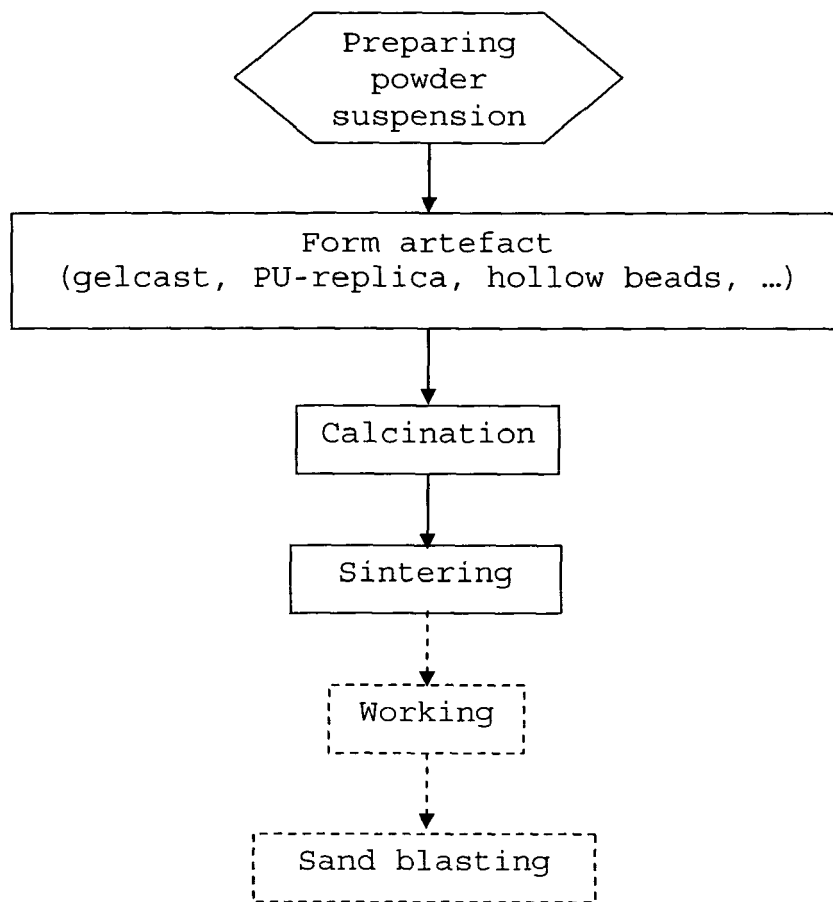 Preparing
powder
suspension
Form artefact
(gelcast, PU-replica, hollow beads, …)
Calcination
Sintering
Working
Sand blasting